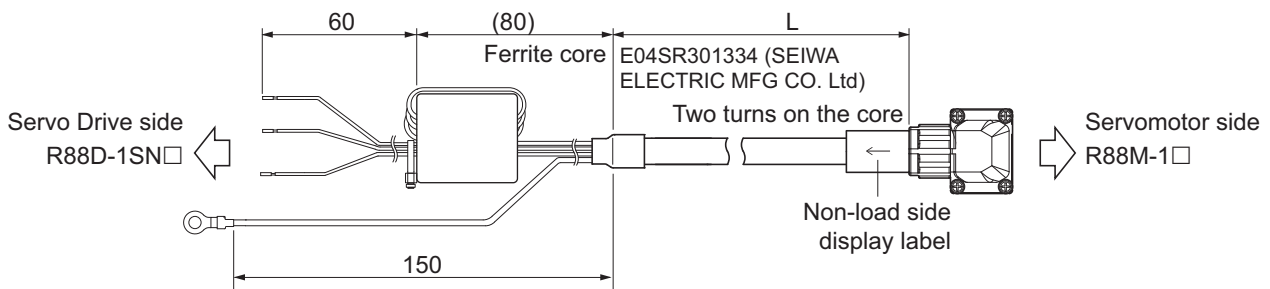 60
(80)
L
Ferrite core
E04SR301334 (SEIWA
ELECTRIC MFG CO. Ltd)
Two turns on the core
Servo Drive side
R88D-1SN□
Servomotor side
R88M-1□
Non-load side
display label
150